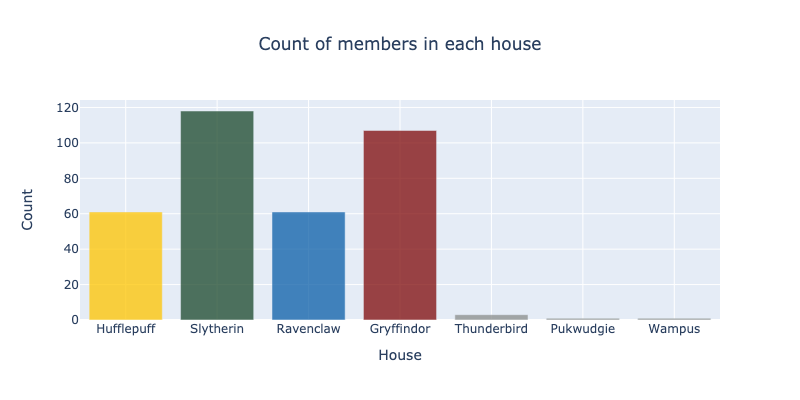 Count of members in each house
120
100
80
60
40
20
0
Count
Hufflepuff Slytherin Ravenclaw Gryffindor Thunderbird Pukwudgie Wampus
House